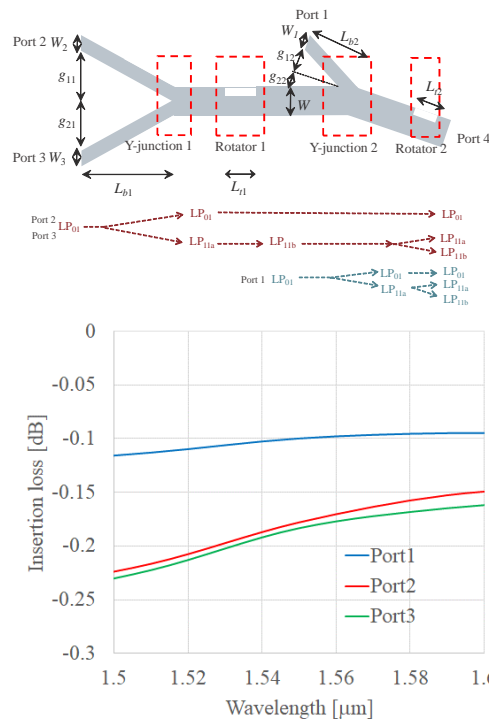 Port 1
Port 2 W2
W1
Lb2
g12
g11
g22
Lt2
W
g21
Port 4
Port 3 W3
Y-junction 1 Rotator 1 Y-junction 2 Rotator 2
Lb1
Lt1
Port 2
Port 3
LP01
LP01
LP01
LP11a
LP11b
LP11a
LP11b
Port 1
LP01
LP01
LP01
LP11a
LP11a
LP11b
0
-0.05
-0.1
-0.15
-0.2
-0.25
-0.3
Insertion loss [dB]
Port1
Port2
Port3
1.5 1.52 1.54 1.56 1.58 1.6
Wavelength [μm]